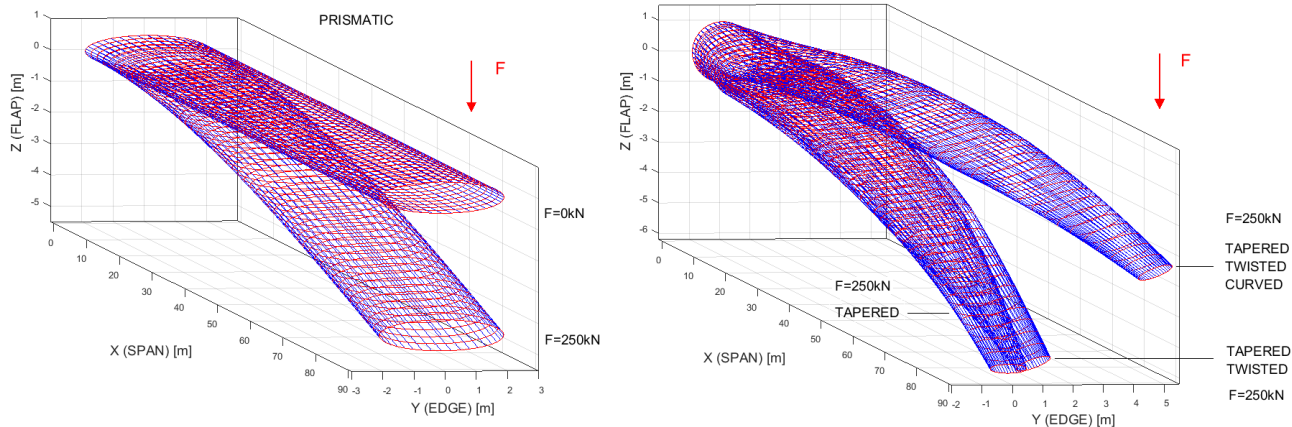 PRISMATIC
F
1
0
-1
-2
-3
-4
-5
Z (FLAP) [m]
F=0kN
F=250kN
0
10
20
30
40
50
60
70
80
90
X (SPAN) [m]
-3
-2
-1
0
1
2
3
Y (EDGE) [m]
F
1
0
-1
-2
-3
-4
-5
-6
Z (FLAP) [m]
F=250kN
TAPERED
TWISTED
CURVED
F=250kN
TAPERED
TAPERED
TWISTED
F=250kN
0
10
20
30
40
50
60
70
80
90
X (SPAN) [m]
-2
-1
0
1
2
3
4
5
Y (EDGE) [m]